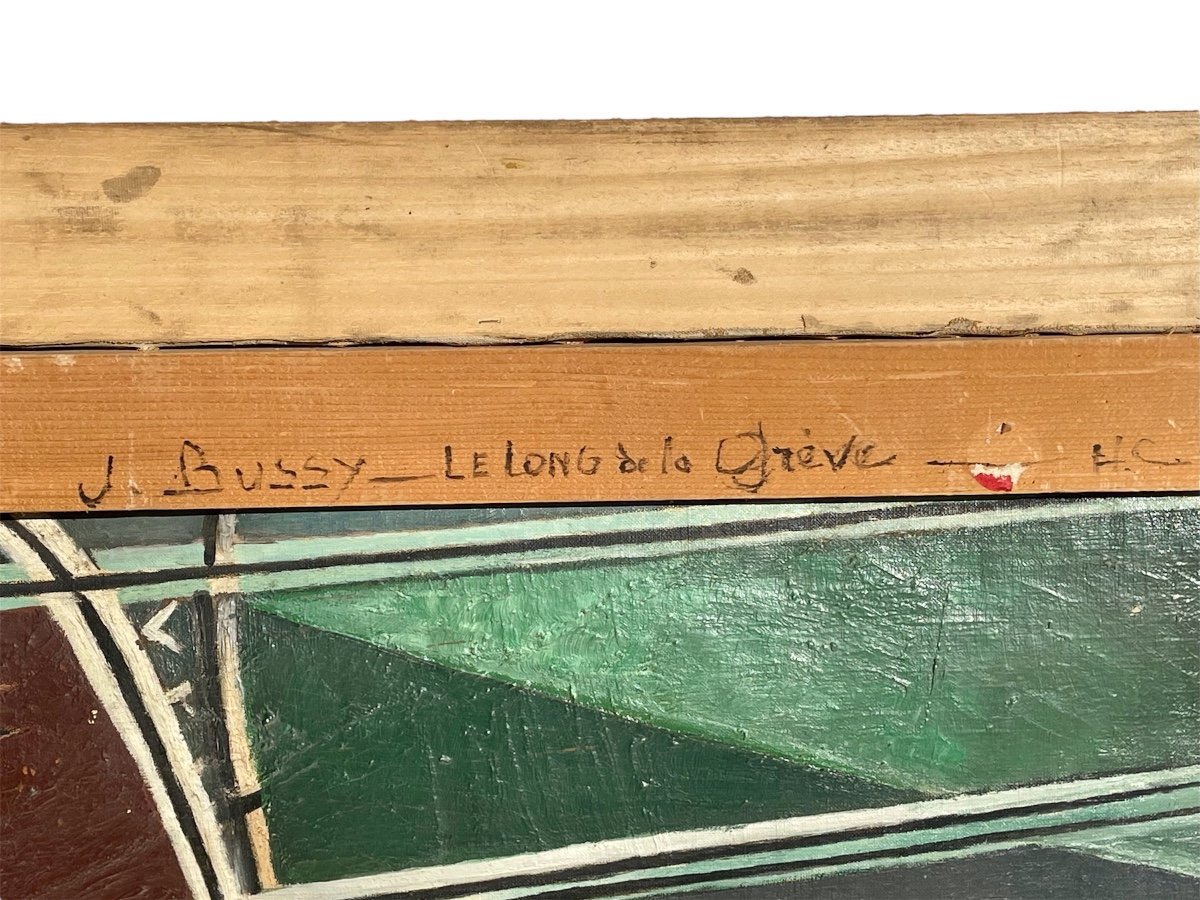 J. BUSSY — LE LONG de la Grève — H.C.